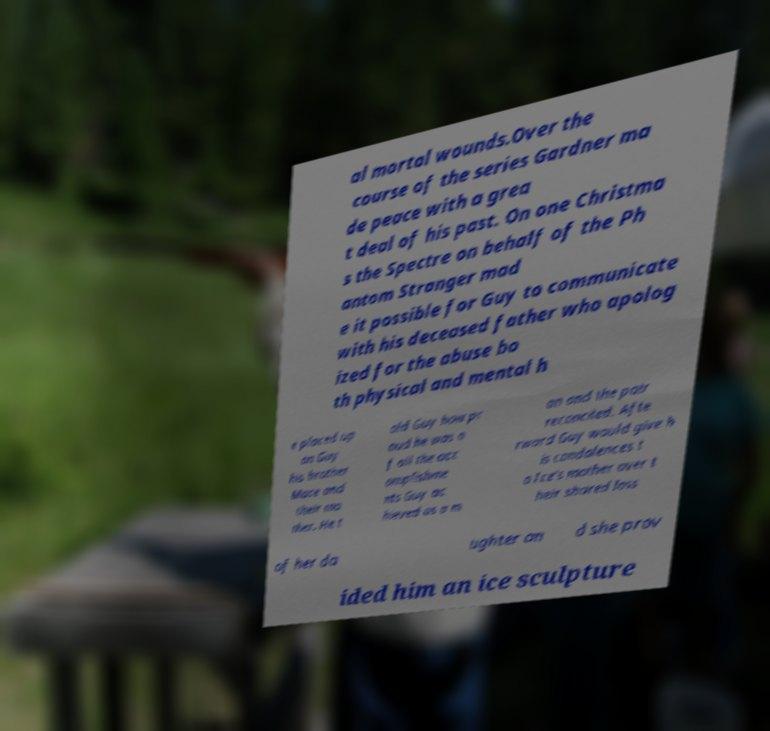 al mortal wounds.Over the
course of the series Gardner ma
de peace with a grea
t deal of his past. On one Christma
s the Spectre on behalf of the Ph
antom Stranger mad
e it possible for Guy to communicate
with his deceased father who apolog
ized for the abuse bo
th physical and mental h
e placed up
on Guy
his brother
Mace and
their mo
ther. He t
old Guy how pr
oud he was o
f all the acc
omplishme
nts Guy ac
hieved as a m
an and the pair
reconciled. Afte
rward Guy would give h
is condolences t
o Ice's mother over t
heir shared loss
of her da
ughter an
d she prov
ided him an ice sculpture